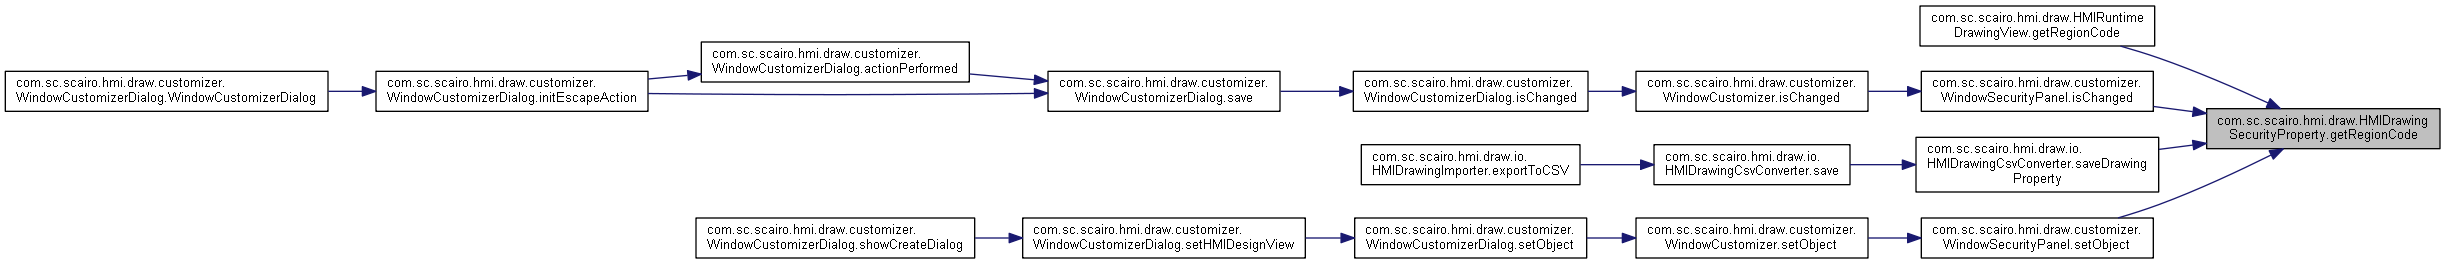 com.sc.scairo.hmi.draw.HMIRuntime
DrawingView.getRegionCode
com.sc.scairo.hmi.draw.customizer.
WindowCustomizerDialog.actionPerformed
com.sc.scairo.hmi.draw.customizer.
WindowCustomizerDialog.WindowCustomizerDialog
com.sc.scairo.hmi.draw.customizer.
WindowCustomizerDialog.initEscapeAction
com.sc.scairo.hmi.draw.customizer.
WindowCustomizerDialog.save
com.sc.scairo.hmi.draw.customizer.
WindowCustomizerDialog.isChanged
com.sc.scairo.hmi.draw.customizer.
WindowCustomizer.isChanged
com.sc.scairo.hmi.draw.customizer.
WindowSecurityPanel.isChanged
com.sc.scairo.hmi.draw.HMIDrawing
SecurityProperty.getRegionCode
com.sc.scairo.hmi.draw.io.
HMIDrawingImporter.exportToCSV
com.sc.scairo.hmi.draw.io.
HMIDrawingCsvConverter.save
com.sc.scairo.hmi.draw.io.
HMIDrawingCsvConverter.saveDrawing
Property
com.sc.scairo.hmi.draw.customizer.
WindowCustomizerDialog.showCreateDialog
com.sc.scairo.hmi.draw.customizer.
WindowCustomizerDialog.setHMIDesignView
com.sc.scairo.hmi.draw.customizer.
WindowCustomizerDialog.setObject
com.sc.scairo.hmi.draw.customizer.
WindowCustomizer.setObject
com.sc.scairo.hmi.draw.customizer.
WindowSecurityPanel.setObject